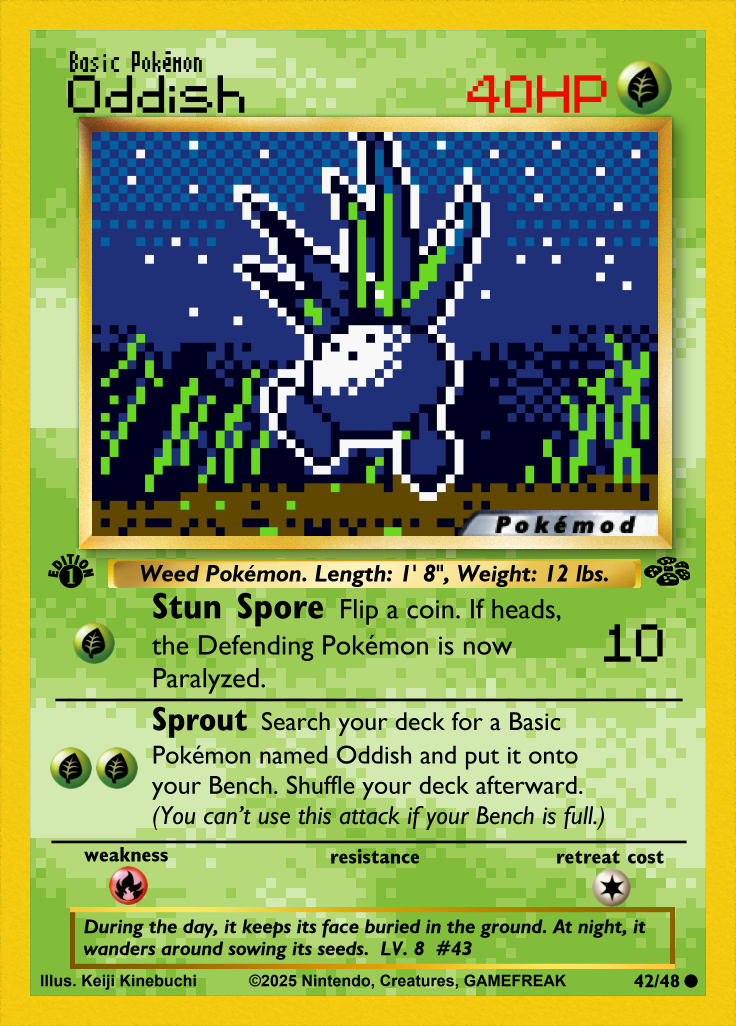 Basic Pokémon
Oddish
40HP
Pokémod
EDITION
1
Weed Pokémon. Length: 1' 8", Weight: 12 lbs.
Stun Spore Flip a coin. If heads,
the Defending Pokémon is now
Paralyzed.
10
Sprout Search your deck for a Basic
Pokémon named Oddish and put it onto
your Bench. Shuffle your deck afterward.
(You can't use this attack if your Bench is full.)
weakness
resistance
retreat cost
During the day, it keeps its face buried in the ground. At night, it
wanders around sowing its seeds. LV. 8 #43
Illus. Keiji Kinebuchi
©2025 Nintendo, Creatures, GAMEFREAK
42/48